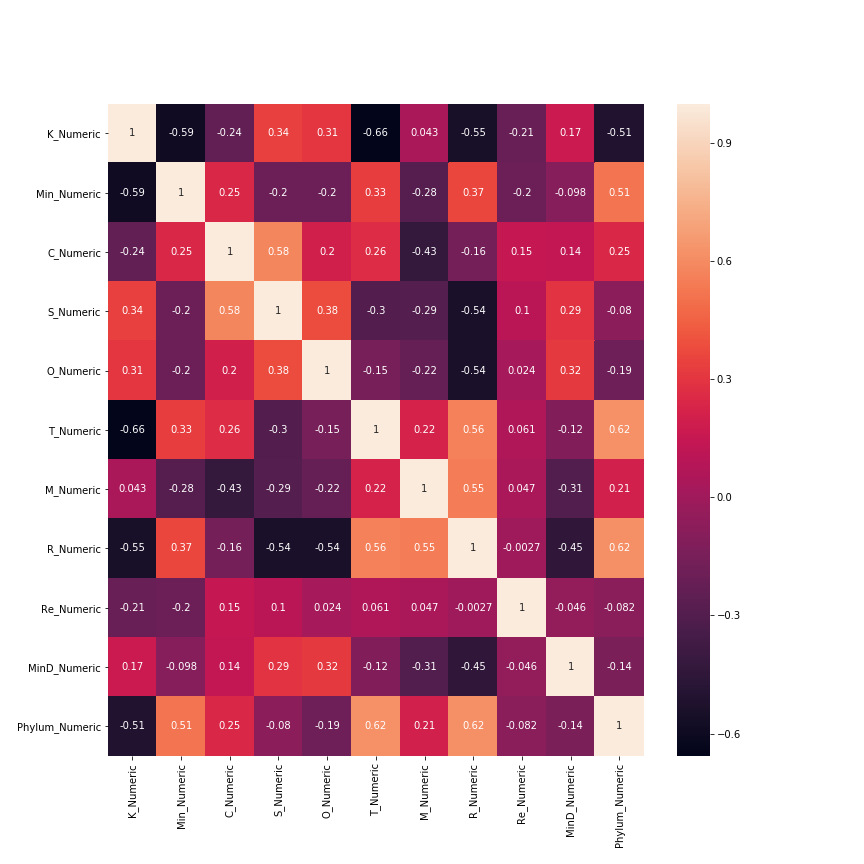 K_Numeric 1 -0.59 -0.24 0.34 0.31 -0.66 0.043 -0.55 -0.21 0.17 -0.51
Min_Numeric -0.59 1 0.25 -0.2 -0.2 0.33 -0.28 0.37 -0.2 -0.098 0.51
C_Numeric -0.24 0.25 1 0.58 0.2 0.26 -0.43 -0.16 0.15 0.14 0.25
S_Numeric 0.34 -0.2 0.58 1 0.38 -0.3 -0.29 -0.54 0.1 0.29 -0.08
O_Numeric 0.31 -0.2 0.2 0.38 1 -0.15 -0.22 -0.54 0.024 0.32 -0.19
T_Numeric -0.66 0.33 0.26 -0.3 -0.15 1 0.22 0.56 0.061 -0.12 0.62
M_Numeric 0.043 -0.28 -0.43 -0.29 -0.22 0.22 1 0.55 0.047 -0.31 0.21
R_Numeric -0.55 0.37 -0.16 -0.54 -0.54 0.56 0.55 1 -0.0027 -0.45 0.62
Re_Numeric -0.21 -0.2 0.15 0.1 0.024 0.061 0.047 -0.0027 1 -0.046 -0.082
MinD_Numeric 0.17 -0.098 0.14 0.29 0.32 -0.12 -0.31 -0.45 -0.046 1 -0.14
Phylum_Numeric -0.51 0.51 0.25 -0.08 -0.19 0.62 0.21 0.62 -0.082 -0.14 1
K_Numeric Min_Numeric C_Numeric S_Numeric O_Numeric T_Numeric M_Numeric R_Numeric Re_Numeric MinD_Numeric Phylum_Numeric
0.9
0.6
0.3
0.0
−0.3
−0.6